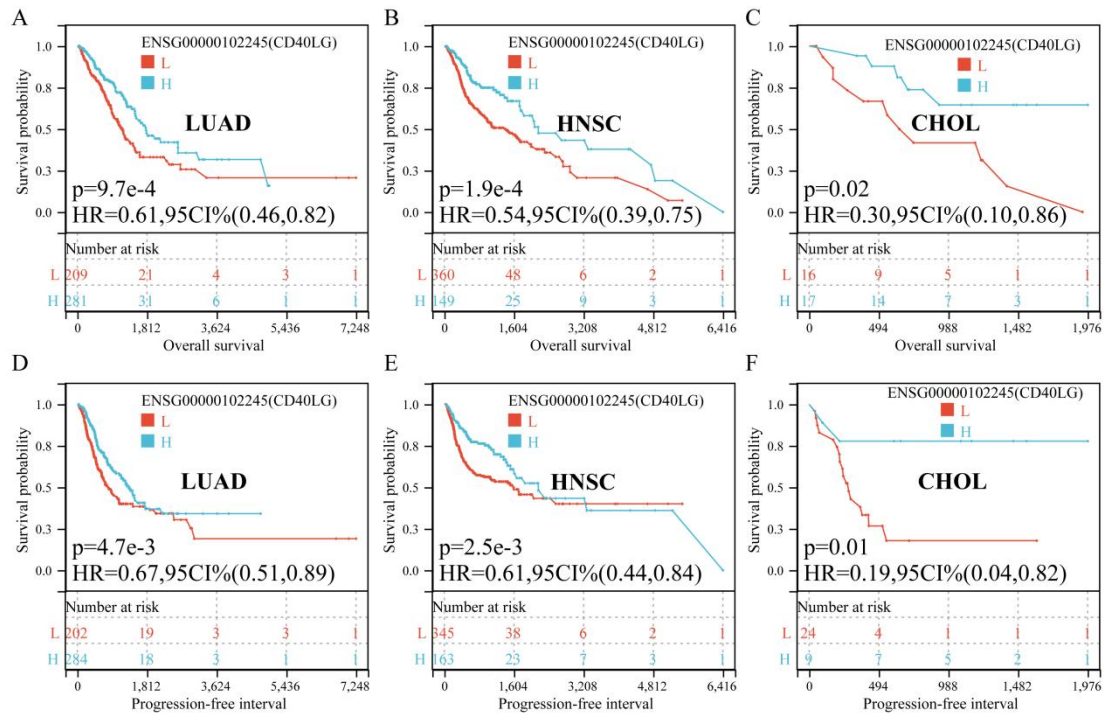 A
ENSG00000102245(CD40LG)
L
H
LUAD
p=9.7e-4
HR=0.61,95CI%(0.46,0.82)
Survival probability
1.0
0.8
0.5
0.3
0.0
Number at risk
L 209 21 4 3 1
H 281 31 6 1 1
0 1,812 3,624 5,436 7,248
Overall survival
B
ENSG00000102245(CD40LG)
L
H
HNSC
p=1.9e-4
HR=0.54,95CI%(0.39,0.75)
Survival probability
1.0
0.8
0.5
0.3
0.0
Number at risk
L 360 48 6 2 1
H 149 25 9 3 1
0 1,604 3,208 4,812 6,416
Overall survival
C
ENSG00000102245(CD40LG)
L
H
CHOL
p=0.02
HR=0.30,95CI%(0.10,0.86)
Survival probability
1.0
0.8
0.5
0.3
0.0
Number at risk
L 16 9 5 1 1
H 17 14 7 3 1
0 494 988 1,482 1,976
Overall survival
D
ENSG00000102245(CD40LG)
L
H
LUAD
p=4.7e-3
HR=0.67,95CI%(0.51,0.89)
Survival probability
1.0
0.8
0.5
0.3
0.0
Number at risk
L 202 19 3 3 1
H 284 18 3 1 1
0 1,812 3,624 5,436 7,248
Progression-free interval
E
ENSG00000102245(CD40LG)
L
H
HNSC
p=2.5e-3
HR=0.61,95CI%(0.44,0.84)
Survival probability
1.0
0.8
0.5
0.3
0.0
Number at risk
L 345 38 6 2 1
H 163 23 7 3 1
0 1,604 3,208 4,812 6,416
Progression-free interval
F
ENSG00000102245(CD40LG)
L
H
CHOL
p=0.01
HR=0.19,95CI%(0.04,0.82)
Survival probability
1.0
0.8
0.5
0.3
0.0
Number at risk
L 24 4 1 1 1
H 9 7 5 2 1
0 494 988 1,482 1,976
Progression-free interval